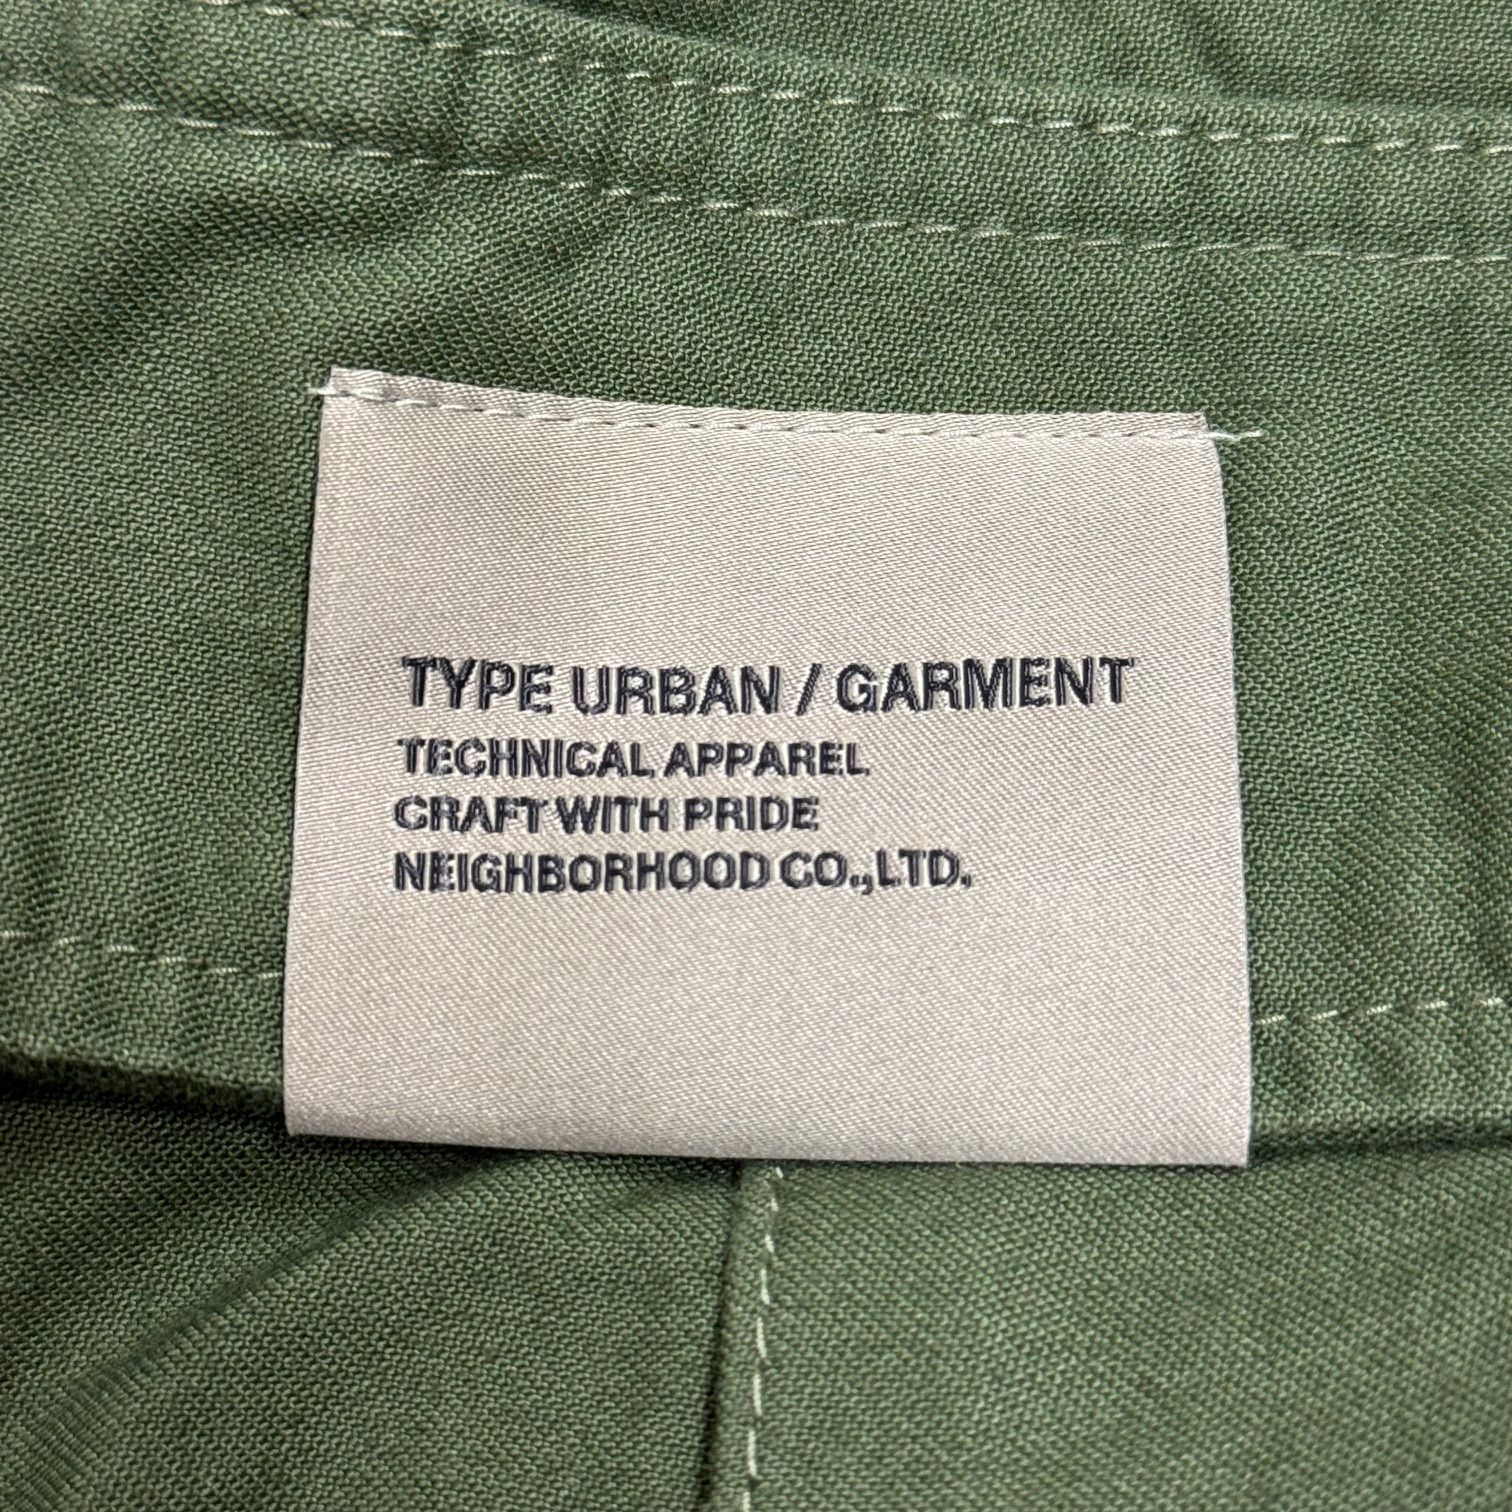 TYPE URBAN / GARMENT
TECHNICAL APPAREL
CRAFT WITH PRIDE
NEIGHBORHOOD CO.,LTD.